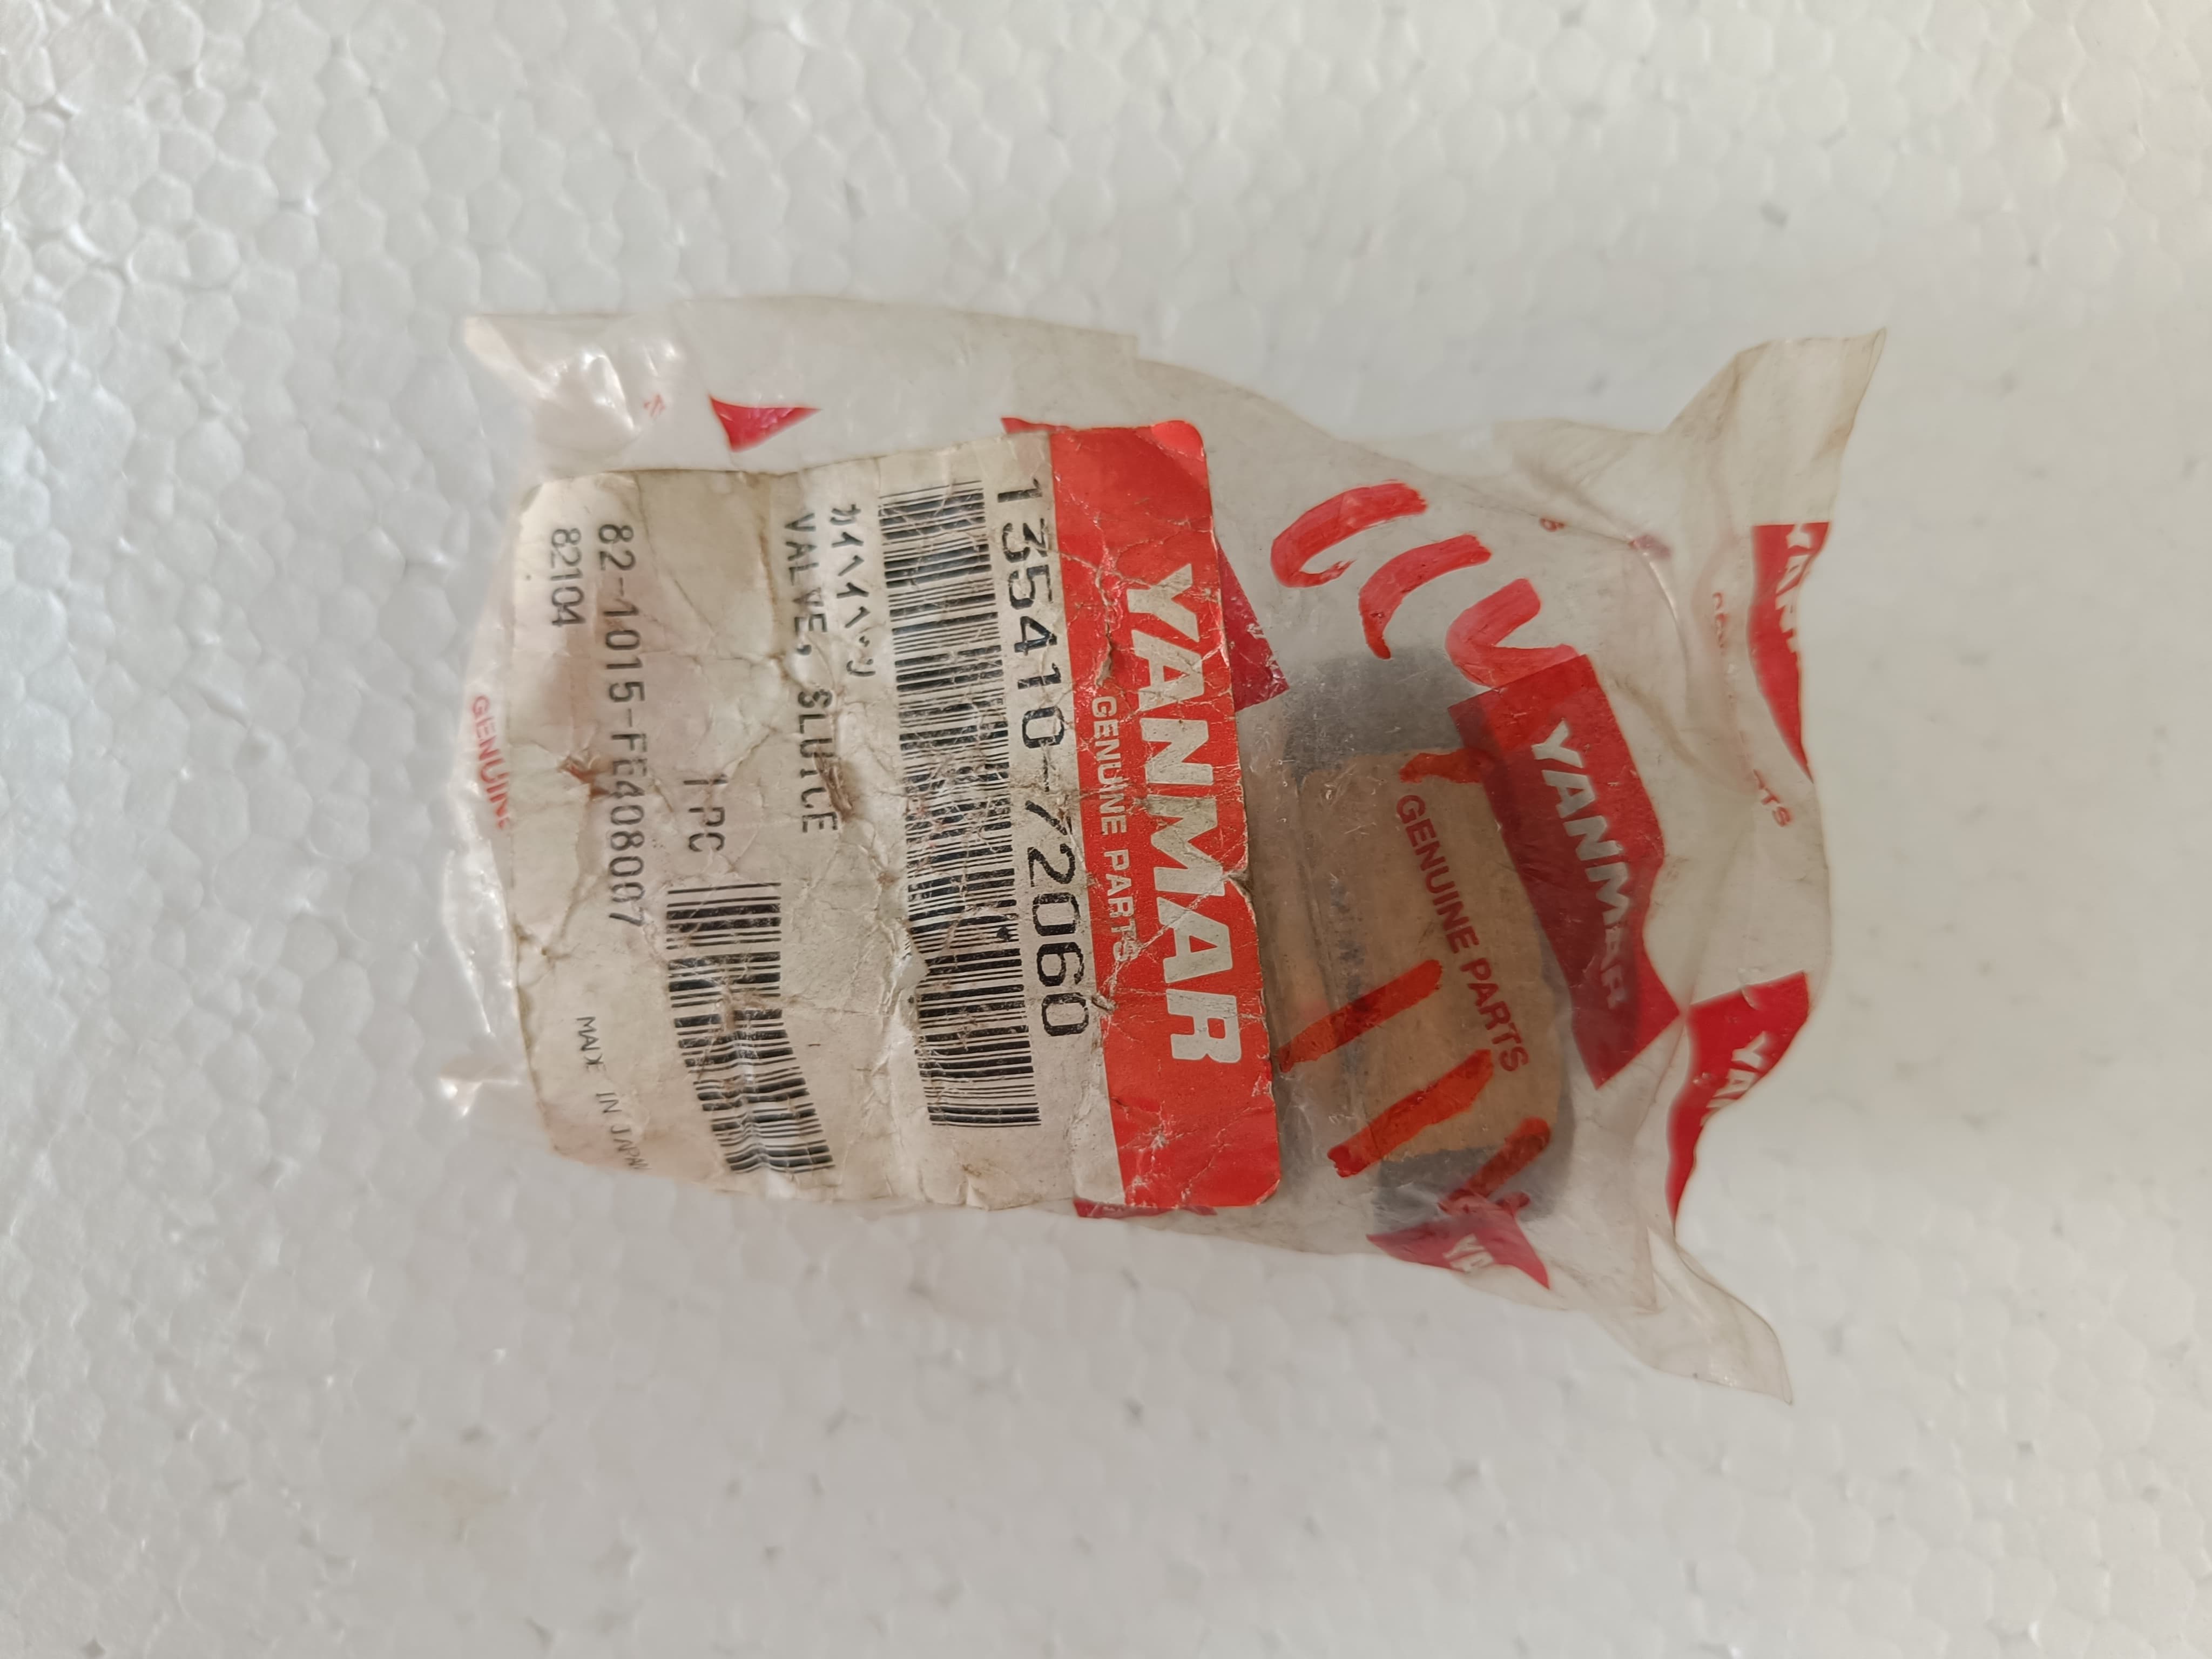 YANMAR
GENUINE PARTS
135410-72060
カイヘイベン
VALVE, SLUICE
1 PC
82-1015-FE408007
82104
MADE IN JAPAN
YANMAR
GENUINE PARTS
GENUINE